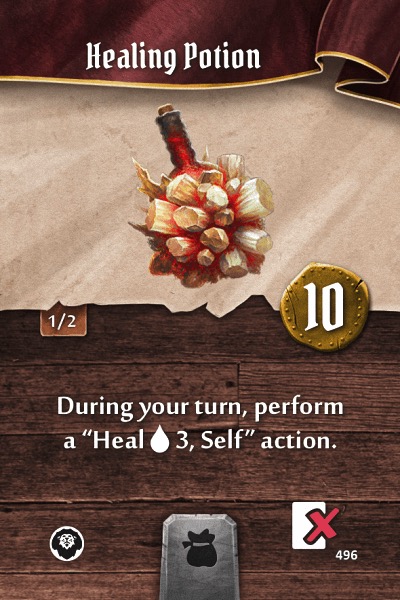 Healing Potion
1/2
10
During your turn, perform
a “Heal 3, Self” action.
496